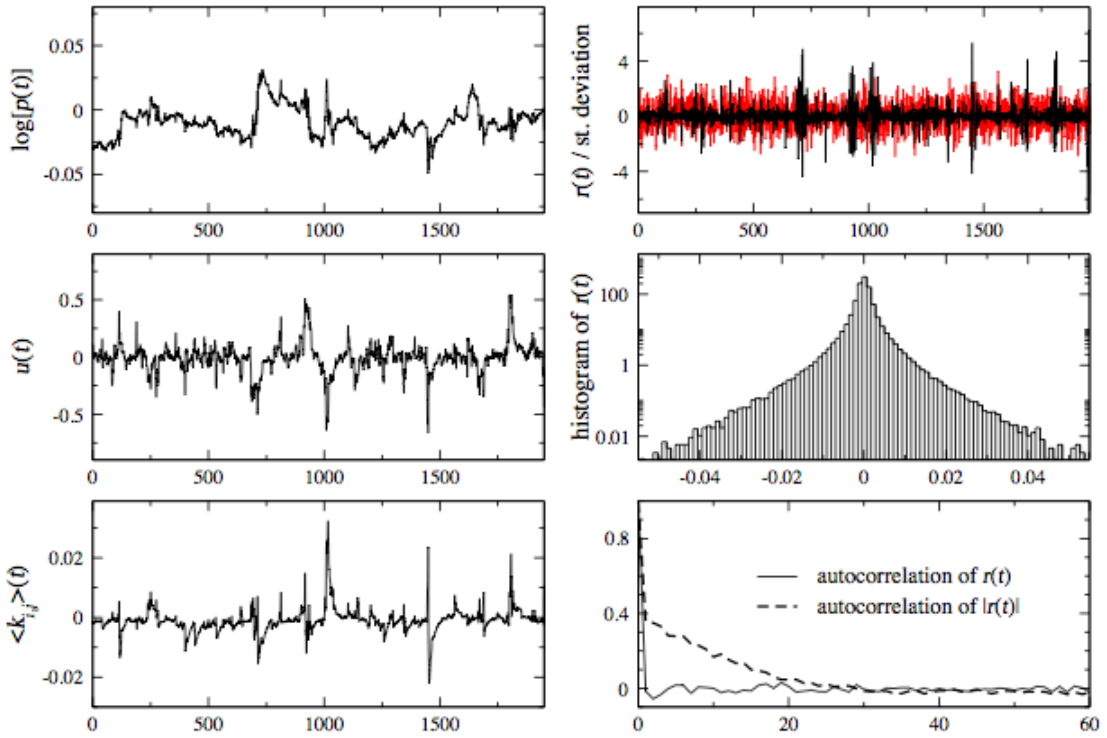 log[p(t)]
0.05
0
-0.05
0 500 1000 1500
r(t) / st. deviation
4
0
-4
0 500 1000 1500
u(t)
0.5
0
-0.5
0 500 1000 1500
histogram of r(t)
100
1
0.01
-0.04 -0.02 0 0.02 0.04
<k_{i,j}>(t)
0.02
0
-0.02
0 500 1000 1500
0.8
0.4
0
autocorrelation of r(t)
autocorrelation of |r(t)|
0 20 40 60